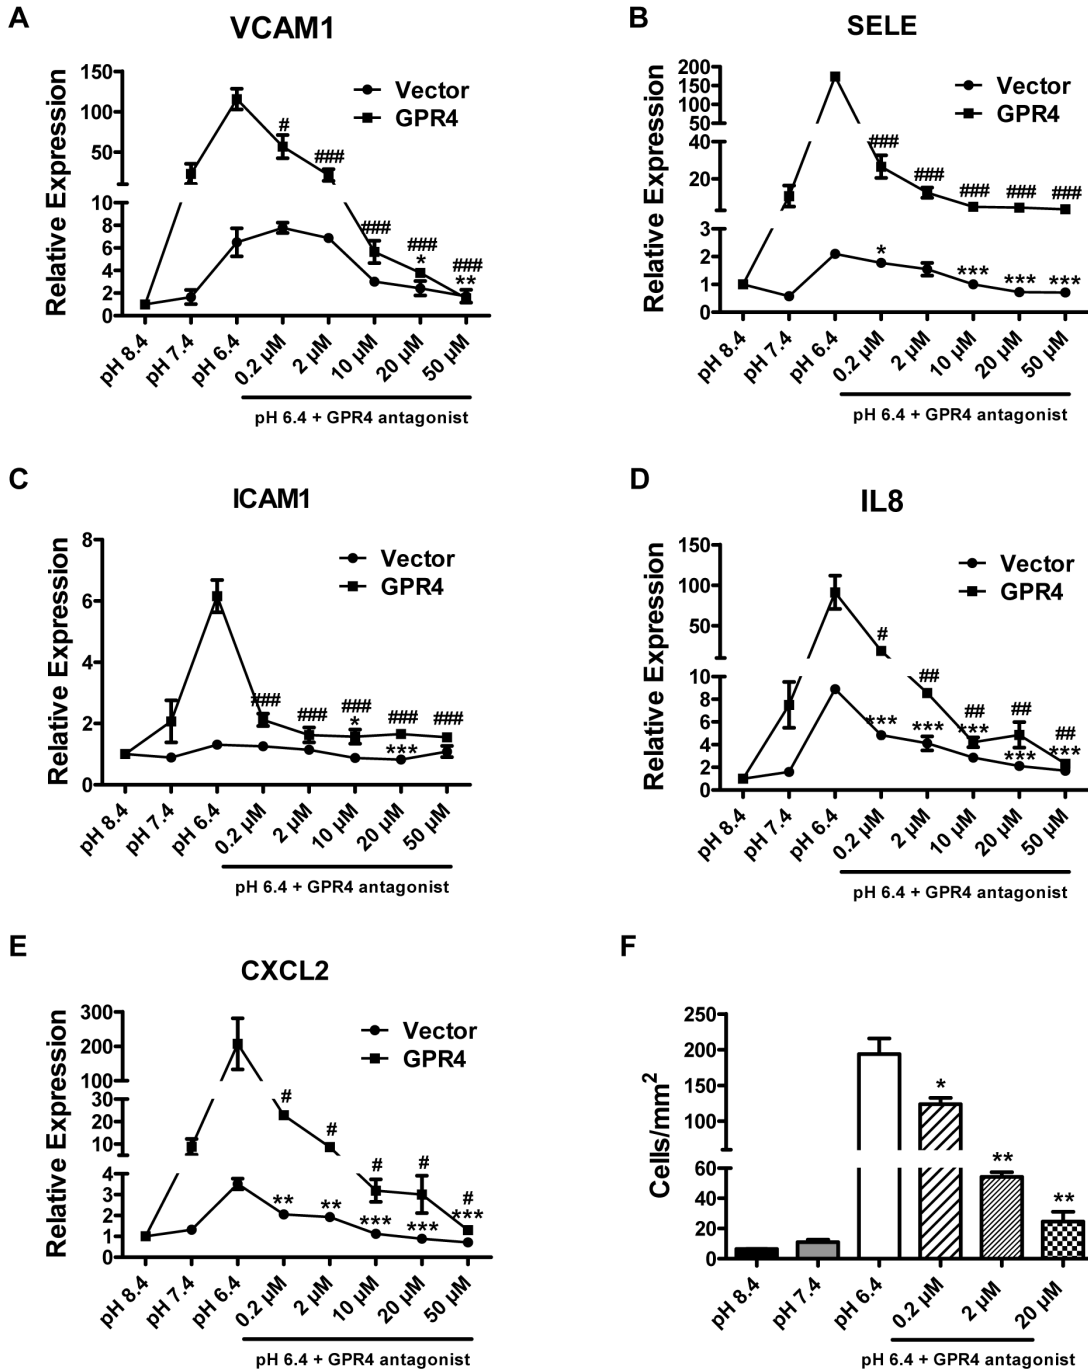 A
VCAM1
Relative Expression
150
100
50
10
8
6
4
2
0
Vector
GPR4
#
###
###
###
*
###
**
pH 8.4
pH 7.4
pH 6.4
0.2 µM
2 µM
10 µM
20 µM
50 µM
pH 6.4 + GPR4 antagonist
B
SELE
Relative Expression
200
150
100
50
40
20
3
2
1
0
Vector
GPR4
###
###
###
###
###
*
***
***
***
pH 8.4
pH 7.4
pH 6.4
0.2 µM
2 µM
10 µM
20 µM
50 µM
pH 6.4 + GPR4 antagonist
C
ICAM1
Relative Expression
8
6
4
2
0
Vector
GPR4
###
###
###
*
###
***
###
pH 8.4
pH 7.4
pH 6.4
0.2 µM
2 µM
10 µM
20 µM
50 µM
pH 6.4 + GPR4 antagonist
D
IL8
Relative Expression
150
100
50
10
8
6
4
2
0
Vector
GPR4
#
***
##
***
##
***
##
***
##
***
pH 8.4
pH 7.4
pH 6.4
0.2 µM
2 µM
10 µM
20 µM
50 µM
pH 6.4 + GPR4 antagonist
E
CXCL2
Relative Expression
300
200
100
30
20
10
4
3
2
1
0
Vector
GPR4
#
**
#
**
#
***
#
***
#
***
pH 8.4
pH 7.4
pH 6.4
0.2 µM
2 µM
10 µM
20 µM
50 µM
pH 6.4 + GPR4 antagonist
F
Cells/mm²
250
200
150
100
60
40
20
0
*
**
**
pH 8.4
pH 7.4
pH 6.4
0.2 µM
2 µM
20 µM
pH 6.4 + GPR4 antagonist